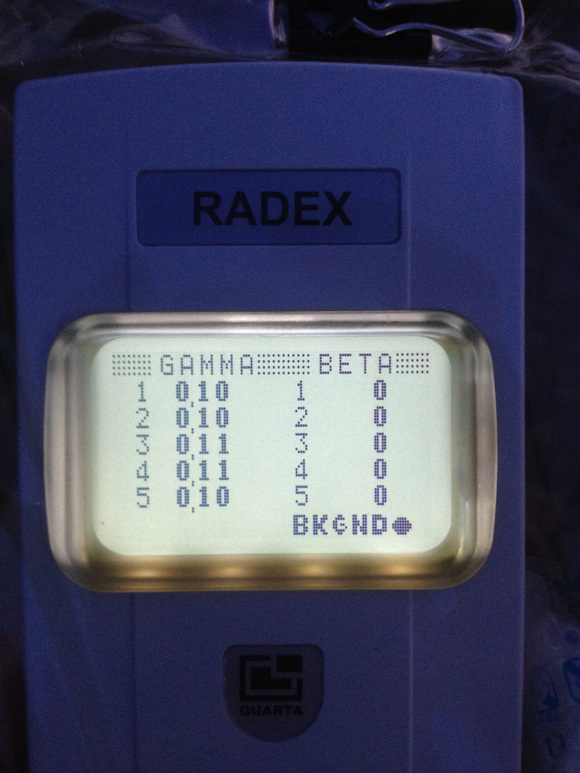 RADEX
GAMMA BETA
1 0,10 1 0
2 0,10 2 0
3 0,11 3 0
4 0,11 4 0
5 0,10 5 0
BKGND
QUARTA